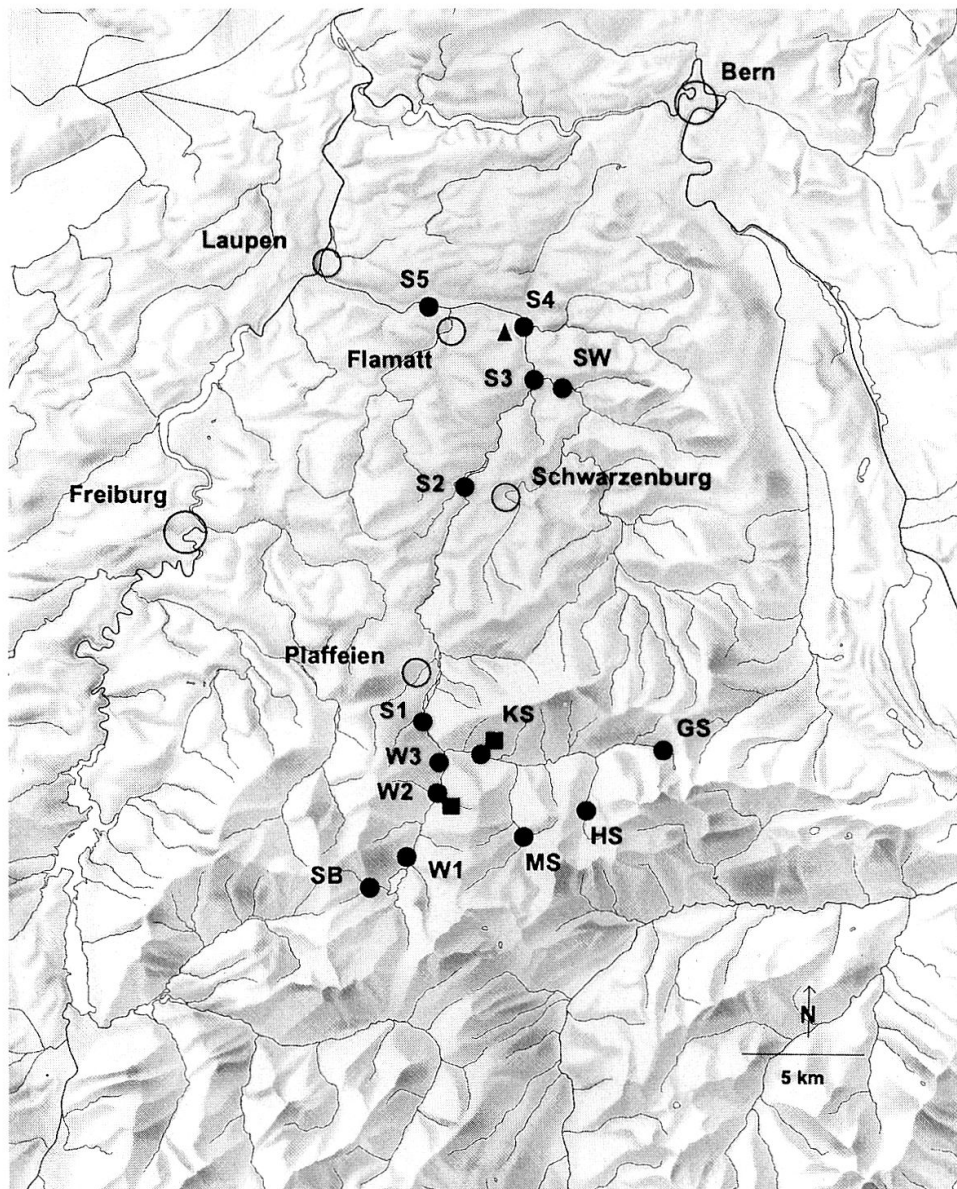 Bern
Laupen
S5
S4
Flamatt
SW
S3
S2
Schwarzenburg
Freiburg
Plaffeien
S1
KS
GS
W3
W2
HS
MS
W1
SB
N
5 km